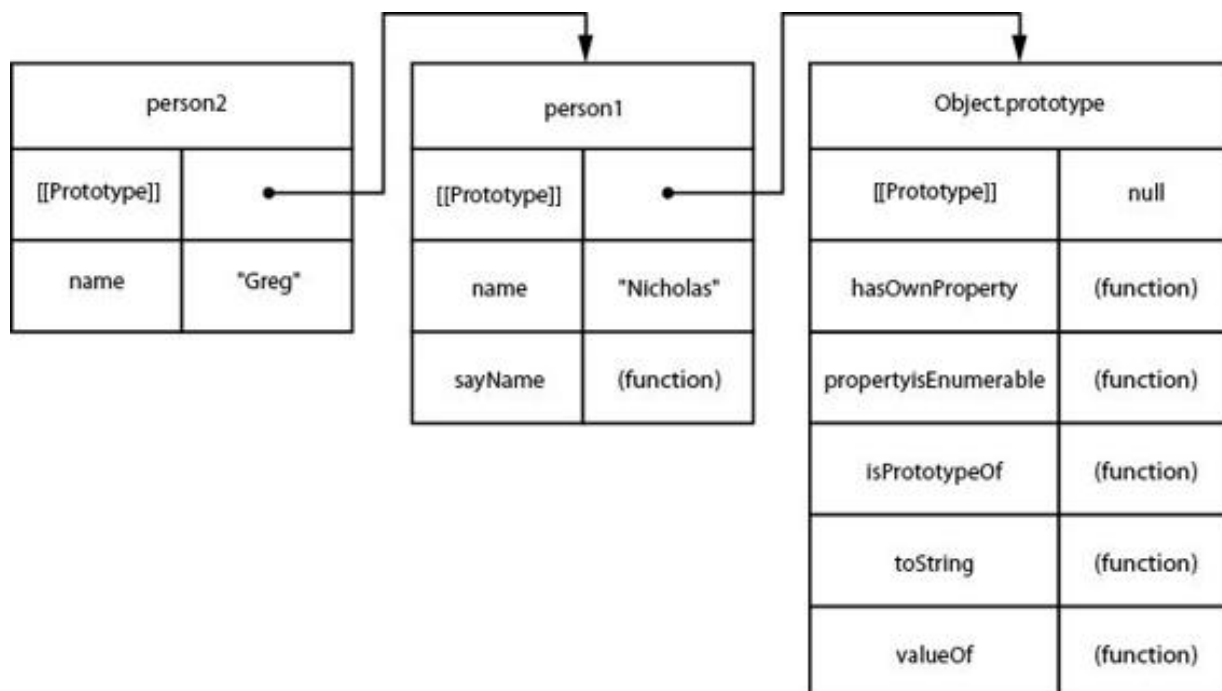 person2
[[Prototype]]
name "Greg"
person1
[[Prototype]]
name "Nicholas"
sayName (function)
Object.prototype
[[Prototype]] null
hasOwnProperty (function)
propertyisEnumerable (function)
isPrototypeOf (function)
toString (function)
valueOf (function)